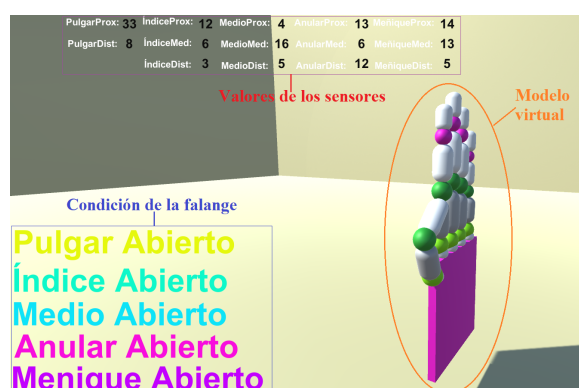 PulgarProx: 33 ÍndiceProx: 12 MedioProx: 4 AnularProx: 13 MeñiqueProx: 14
PulgarDist: 8 ÍndiceMed: 6 MedioMed: 16 AnularMed: 6 MeñiqueMed: 13
ÍndiceDist: 3 MedioDist: 5 AnularDist: 12 MeñiqueDist: 5
Valores de los sensores
Modelo
virtual
Condición de la falange
Pulgar Abierto
Índice Abierto
Medio Abierto
Anular Abierto
Menique Abierto